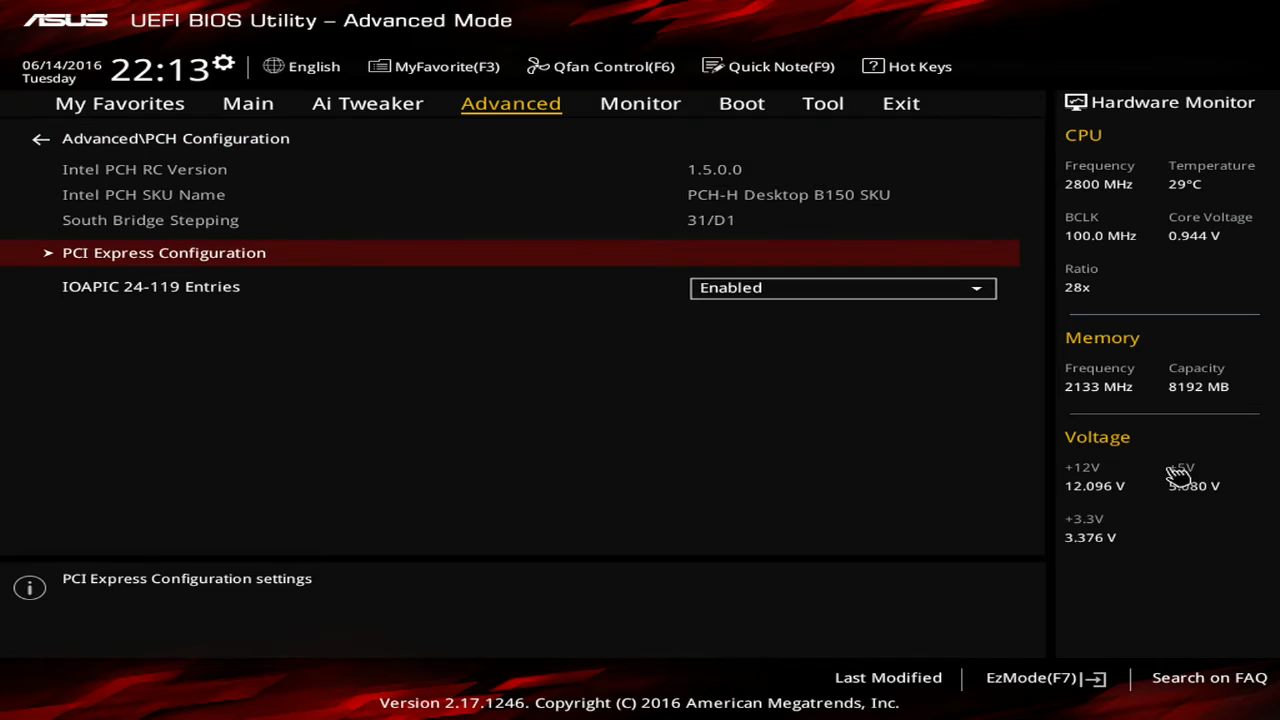 ASUS UEFI BIOS Utility – Advanced Mode
06/14/2016
Tuesday
22:13
English
MyFavorite(F3)
Qfan Control(F6)
Quick Note(F9)
? Hot Keys
My Favorites Main Ai Tweaker Advanced Monitor Boot Tool Exit
Advanced\PCH Configuration
Intel PCH RC Version 1.5.0.0
Intel PCH SKU Name PCH-H Desktop B150 SKU
South Bridge Stepping 31/D1
PCI Express Configuration
IOAPIC 24-119 Entries Enabled
PCI Express Configuration settings
Hardware Monitor
CPU
Frequency Temperature
2800 MHz 29°C
BCLK Core Voltage
100.0 MHz 0.944 V
Ratio
28x
Memory
Frequency Capacity
2133 MHz 8192 MB
Voltage
+12V +5V
12.096 V
+3.3V
3.376 V
Last Modified EzMode(F7) Search on FAQ
Version 2.17.1246. Copyright (C) 2016 American Megatrends, Inc.